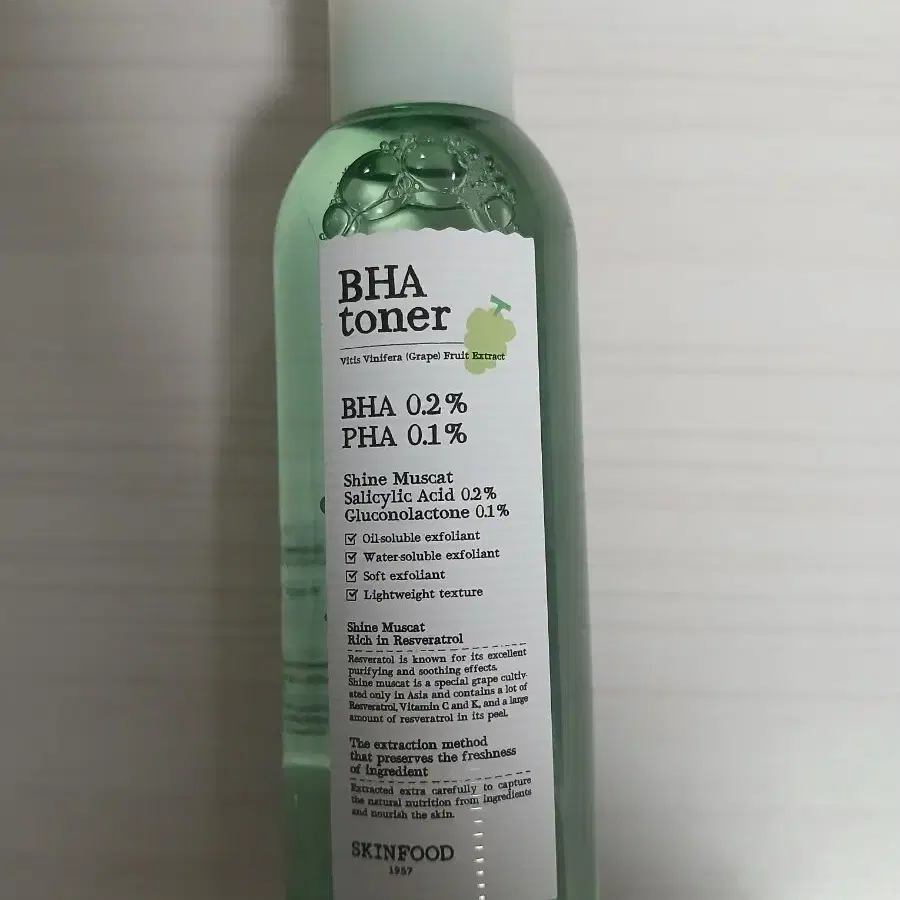 BHA
toner
Vitis Vinifera (Grape) Fruit Extract
BHA 0.2%
PHA 0.1%
Shine Muscat
Salicylic Acid 0.2%
Gluconolactone 0.1%
Oil-soluble exfoliant
Water-soluble exfoliant
Soft exfoliant
Lightweight texture
Shine Muscat
Rich in Resveratrol
Resveratol is known for its excellent
purifying and soothing effects.
Shine muscat is a special grape cultiv-
ated only in Asia and contains a lot of
Resveratrol, Vitamin C and K, and a large
amount of resveratrol in its peel.
The extraction method
that preserves the freshness
of ingredient
Extracted extra carefully to capture
the natural nutrition from ingredients
and nourish the skin.
SKINFOOD
1957